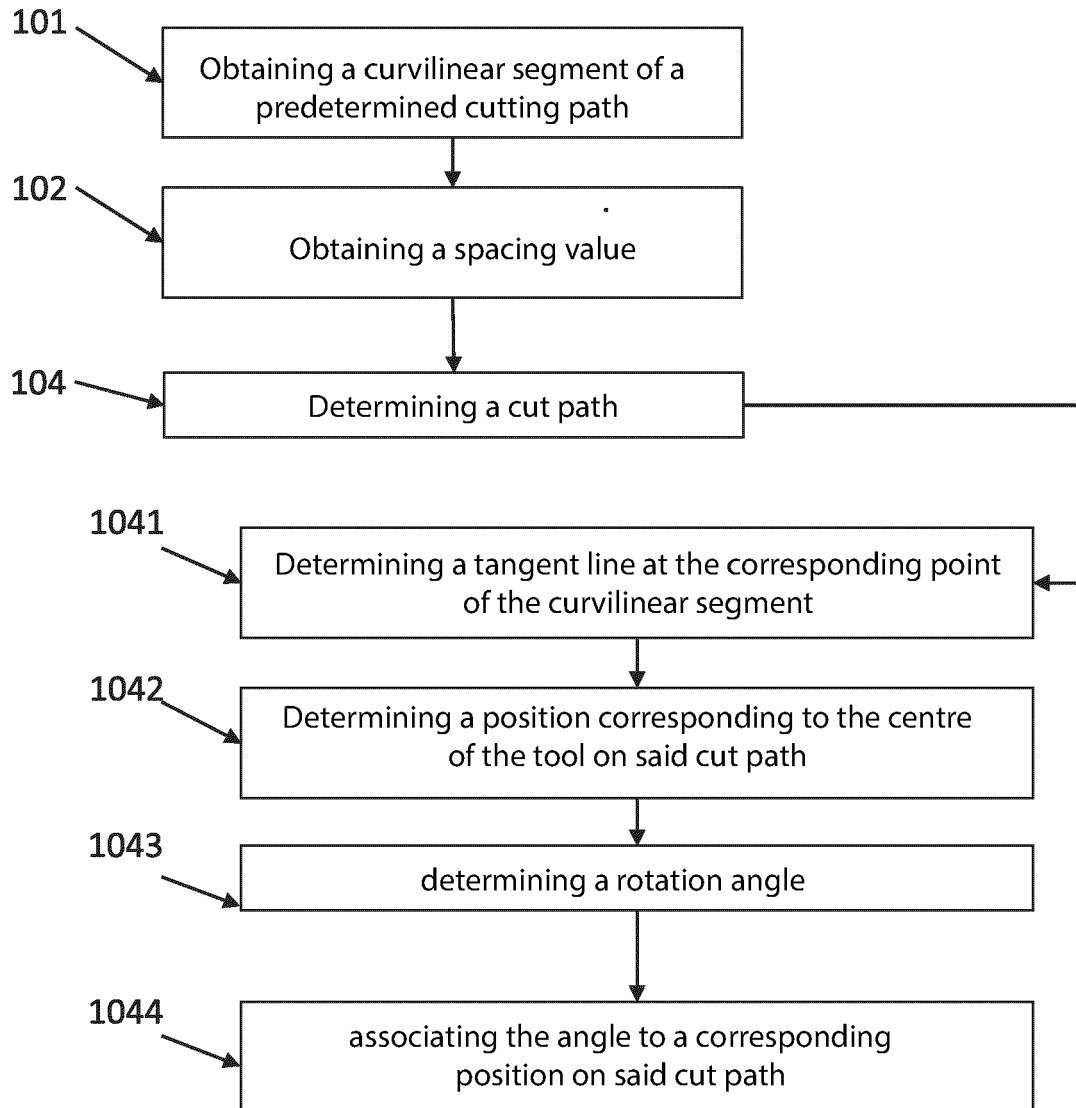 101
Obtaining a curvilinear segment of a
predetermined cutting path
102
Obtaining a spacing value
104
Determining a cut path
1041
Determining a tangent line at the corresponding point
of the curvilinear segment
1042
Determining a position corresponding to the centre
of the tool on said cut path
1043
determining a rotation angle
1044
associating the angle to a corresponding
position on said cut path